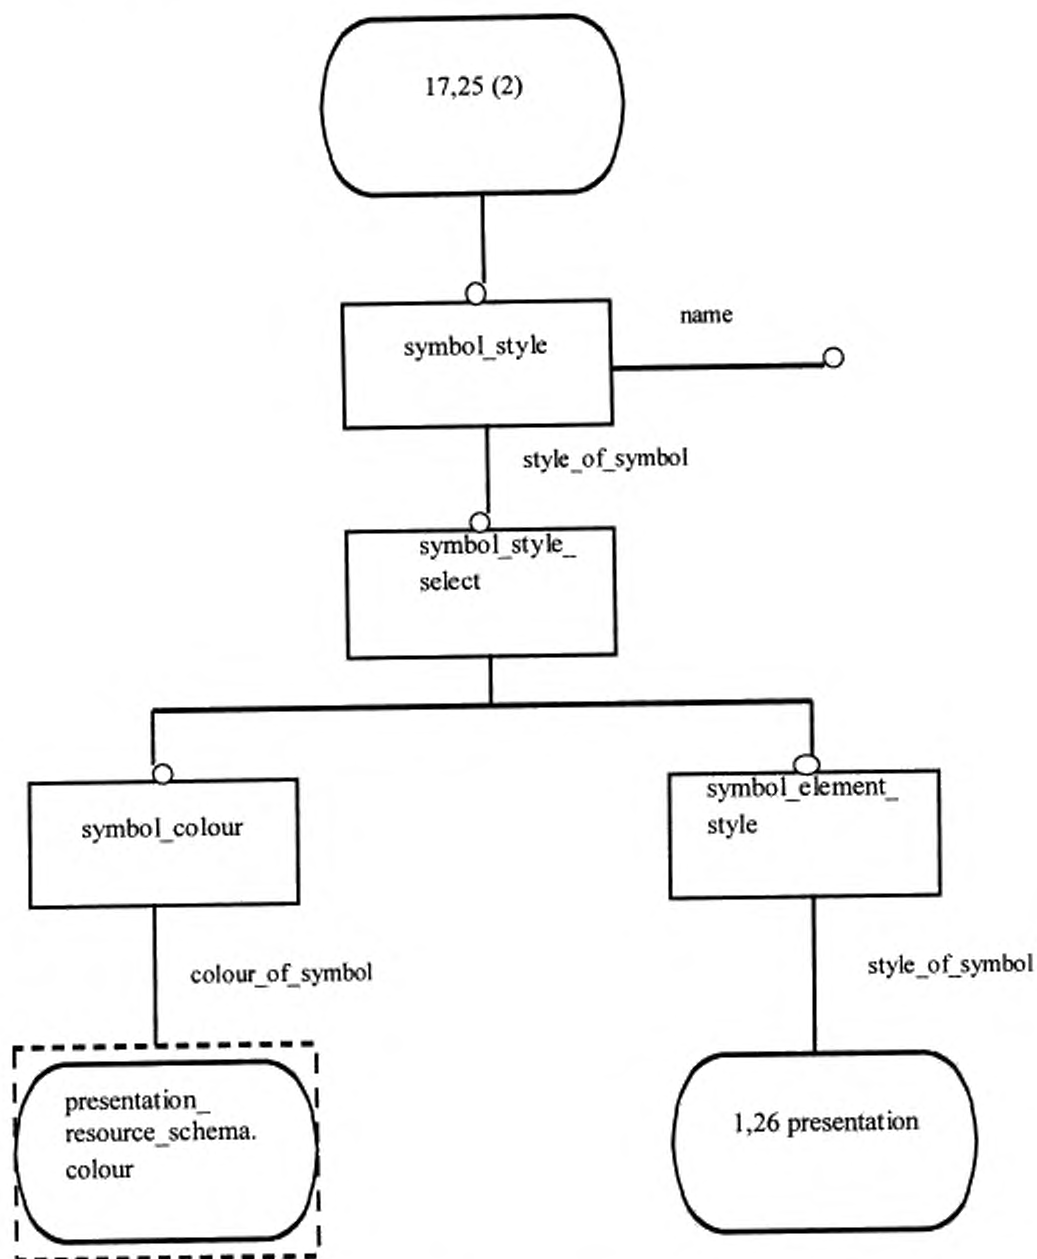 17,25 (2)
name
symbol_style
style_of_symbol
symbol_style_
select
symbol_element_
style
symbol_colour
colour_of_symbol
style_of_symbol
presentation_
resource_schema.
colour
1,26 presentation